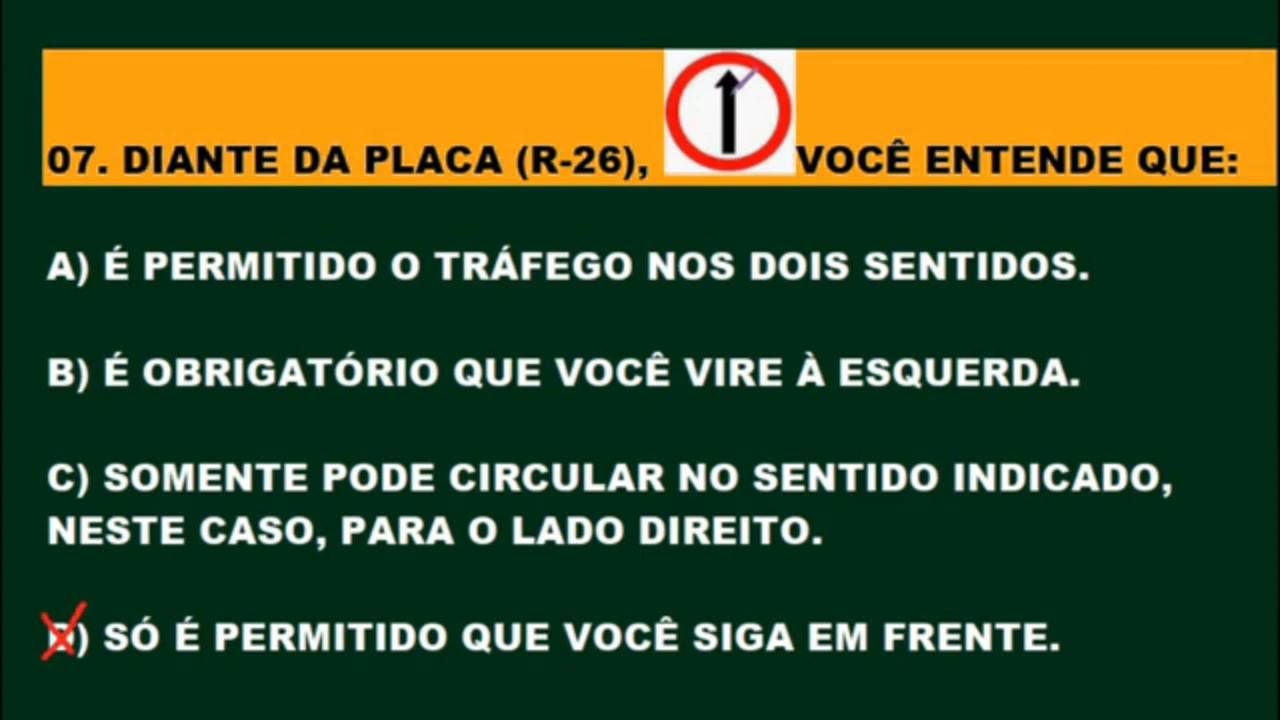 07. DIANTE DA PLACA (R-26), VOCÊ ENTENDE QUE:
A) É PERMITIDO O TRÁFEGO NOS DOIS SENTIDOS.
B) É OBRIGATÓRIO QUE VOCÊ VIRE À ESQUERDA.
C) SOMENTE PODE CIRCULAR NO SENTIDO INDICADO,
NESTE CASO, PARA O LADO DIREITO.
D) SÓ É PERMITIDO QUE VOCÊ SIGA EM FRENTE.